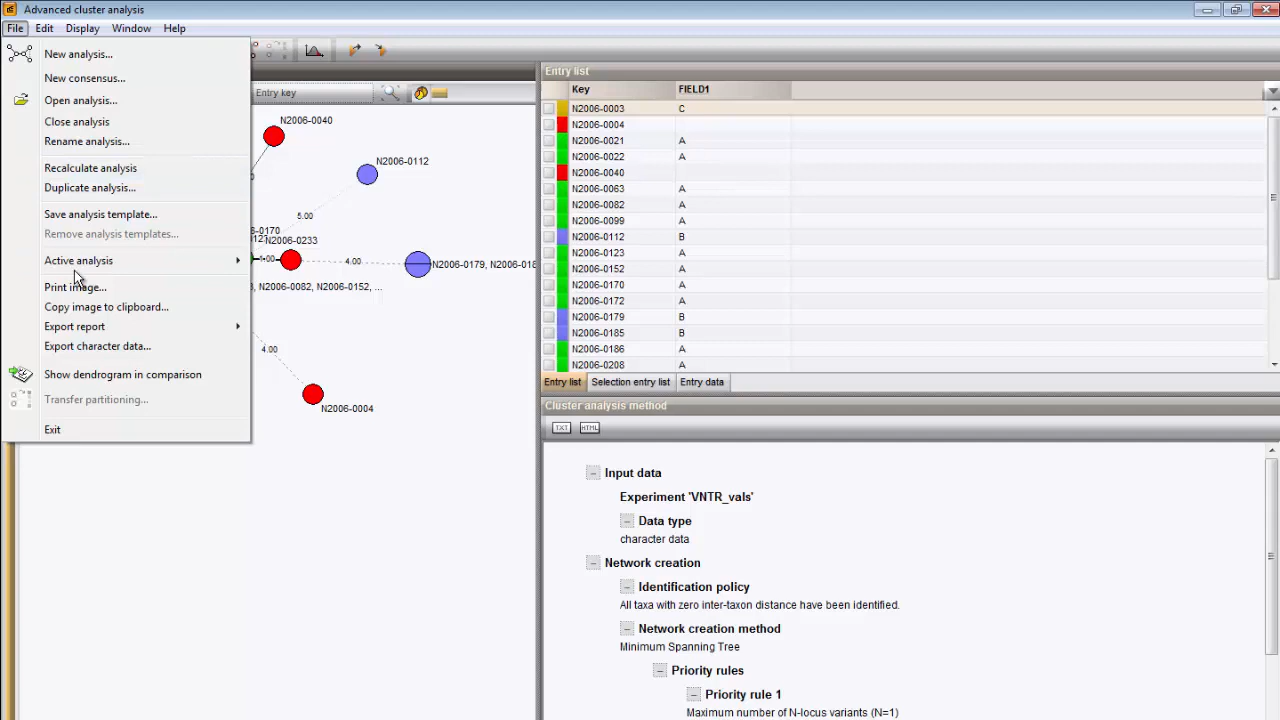 Advanced cluster analysis
File Edit Display Window Help
New analysis...
New consensus...
Open analysis...
Close analysis
Rename analysis...
Recalculate analysis
Duplicate analysis...
Save analysis template...
Remove analysis templates...
Active analysis
Print image...
Copy image to clipboard...
Export report
Export character data...
Show dendrogram in comparison
Transfer partitioning...
Exit
Entry key
N2006-0040
N2006-0112
5.00
N2006-0233
1.00
4.00
N2006-0179, N2006-018
, N2006-0082, N2006-0152, ...
4.00
N2006-0004
Entry list
Key FIELD1
N2006-0003 C
N2006-0004
N2006-0021 A
N2006-0022 A
N2006-0040
N2006-0063 A
N2006-0082 A
N2006-0099 A
N2006-0112 B
N2006-0123 A
N2006-0152 A
N2006-0170 A
N2006-0172 A
N2006-0179 B
N2006-0185 B
N2006-0186 A
N2006-0208 A
Entry list Selection entry list Entry data
Cluster analysis method
TXT HTML
Input data
Experiment 'VNTR_vals'
Data type
character data
Network creation
Identification policy
All taxa with zero inter-taxon distance have been identified.
Network creation method
Minimum Spanning Tree
Priority rules
Priority rule 1
Maximum number of N-locus variants (N=1)